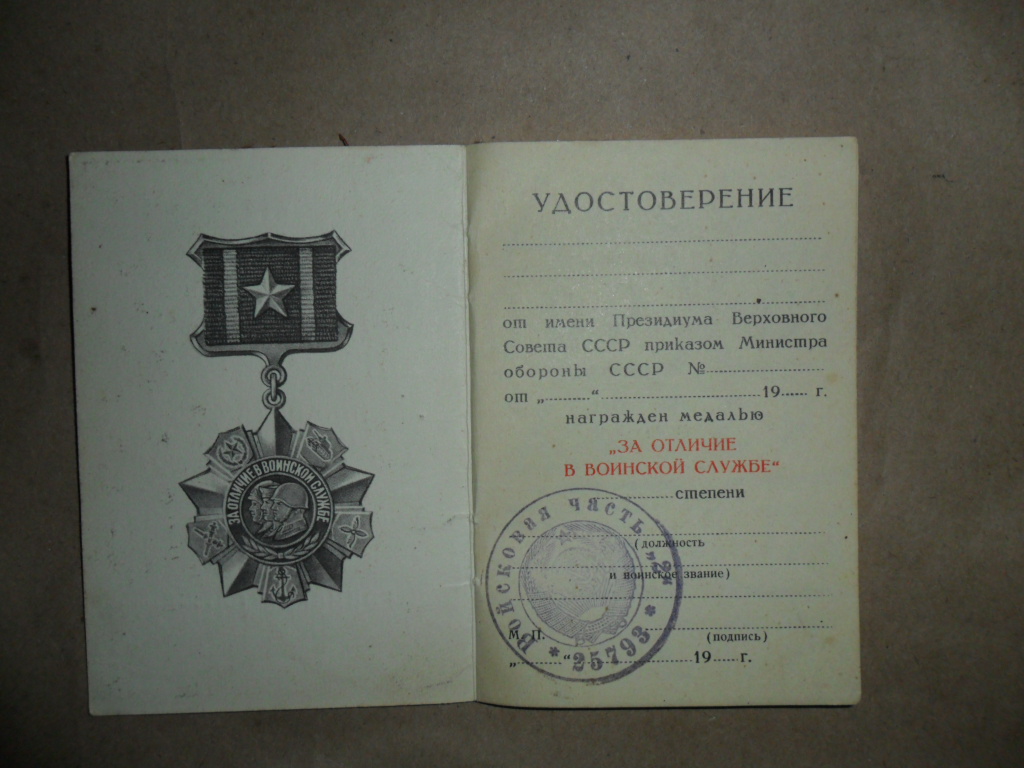 ЗА ОТЛИЧИЕ В ВОИНСКОЙ СЛУЖБЕ
УДОСТОВЕРЕНИЕ
от имени Президиума Верховного
Совета СССР приказом Министра
обороны СССР №
от „ “ 19 г.
награжден медалью
„ЗА ОТЛИЧИЕ
В ВОИНСКОЙ СЛУЖБЕ“
степени
(должность
и воинское звание)
М. П.
(подпись)
„ “ 19 г.
Войсковая часть
* 25793 *